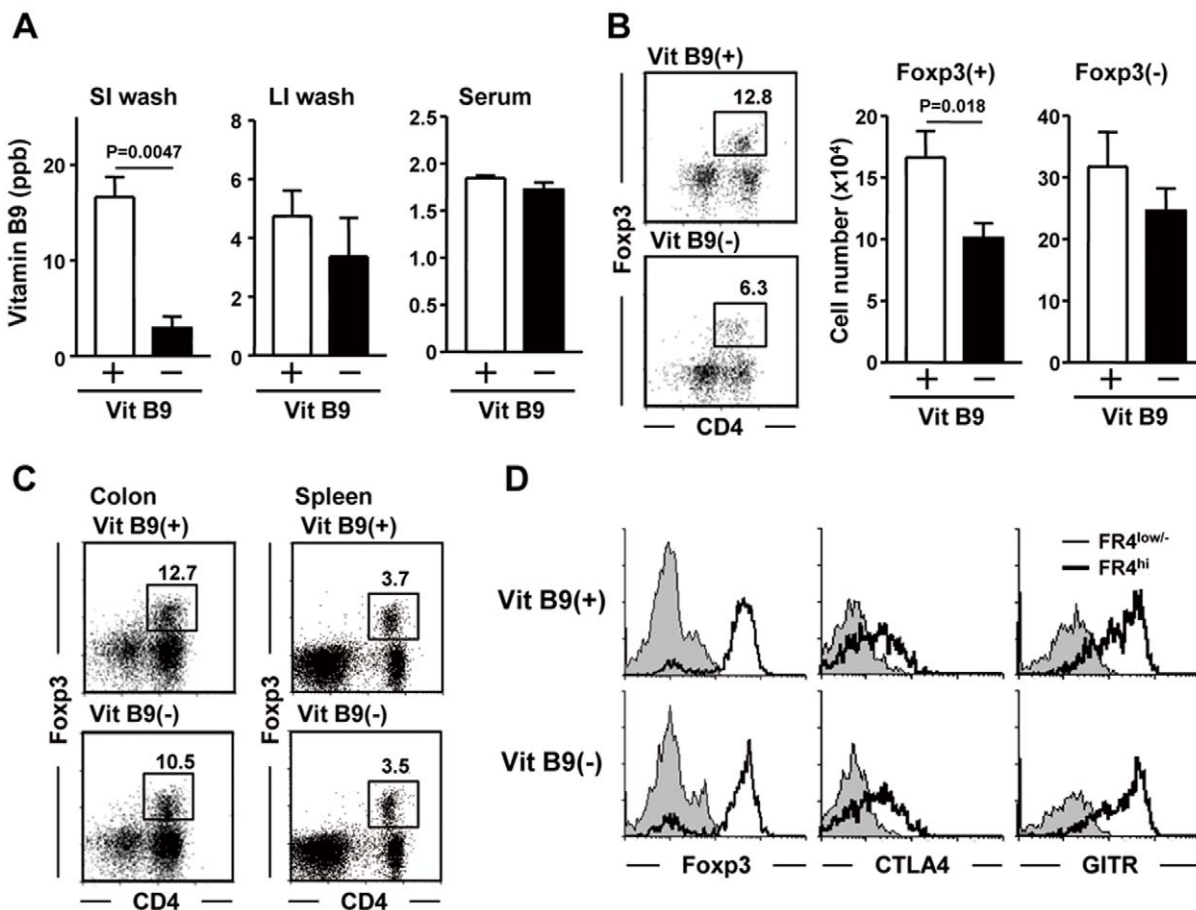 A
SI wash
LI wash
Serum
Vitamin B9 (ppb)
20
10
0
P=0.0047
+ −
Vit B9
8
6
4
2
0
+ −
Vit B9
2.5
2.0
1.5
1.0
0.5
0
+ −
Vit B9
B
Vit B9(+)
12.8
Vit B9(-)
6.3
Foxp3
CD4
Foxp3(+)
P=0.018
Cell number (x10⁴)
20
15
10
5
0
+ −
Vit B9
Foxp3(-)
40
30
20
10
0
+ −
Vit B9
C
Colon
Vit B9(+)
12.7
Vit B9(-)
10.5
Foxp3
CD4
Spleen
Vit B9(+)
3.7
Vit B9(-)
3.5
Foxp3
CD4
D
FR4low/-
FR4hi
Vit B9(+)
Vit B9(-)
Foxp3
CTLA4
GITR